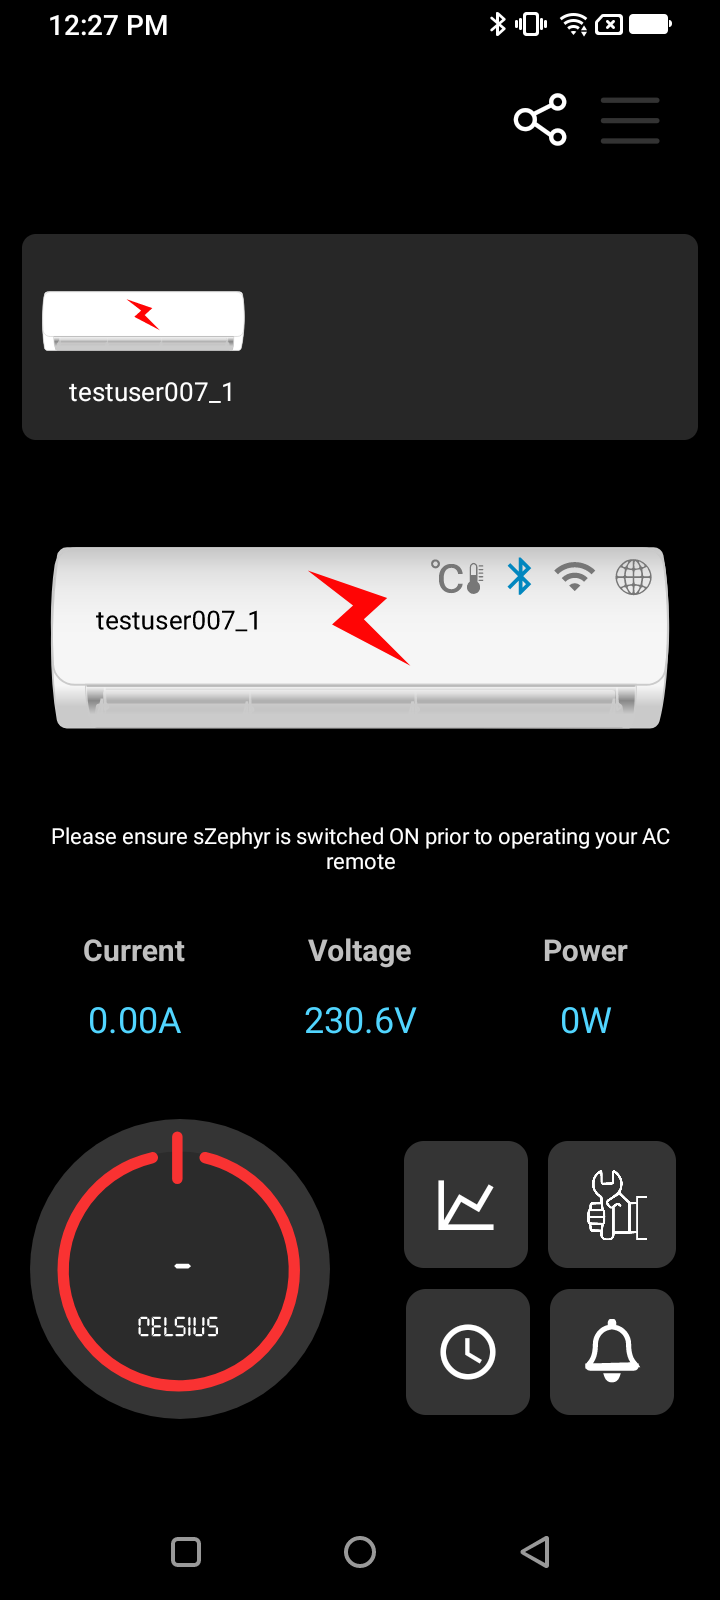 12:27 PM
testuser007_1
℃
testuser007_1
Please ensure sZephyr is switched ON prior to operating your AC
remote
Current Voltage Power
0.00A 230.6V 0W
-
CELSIUS